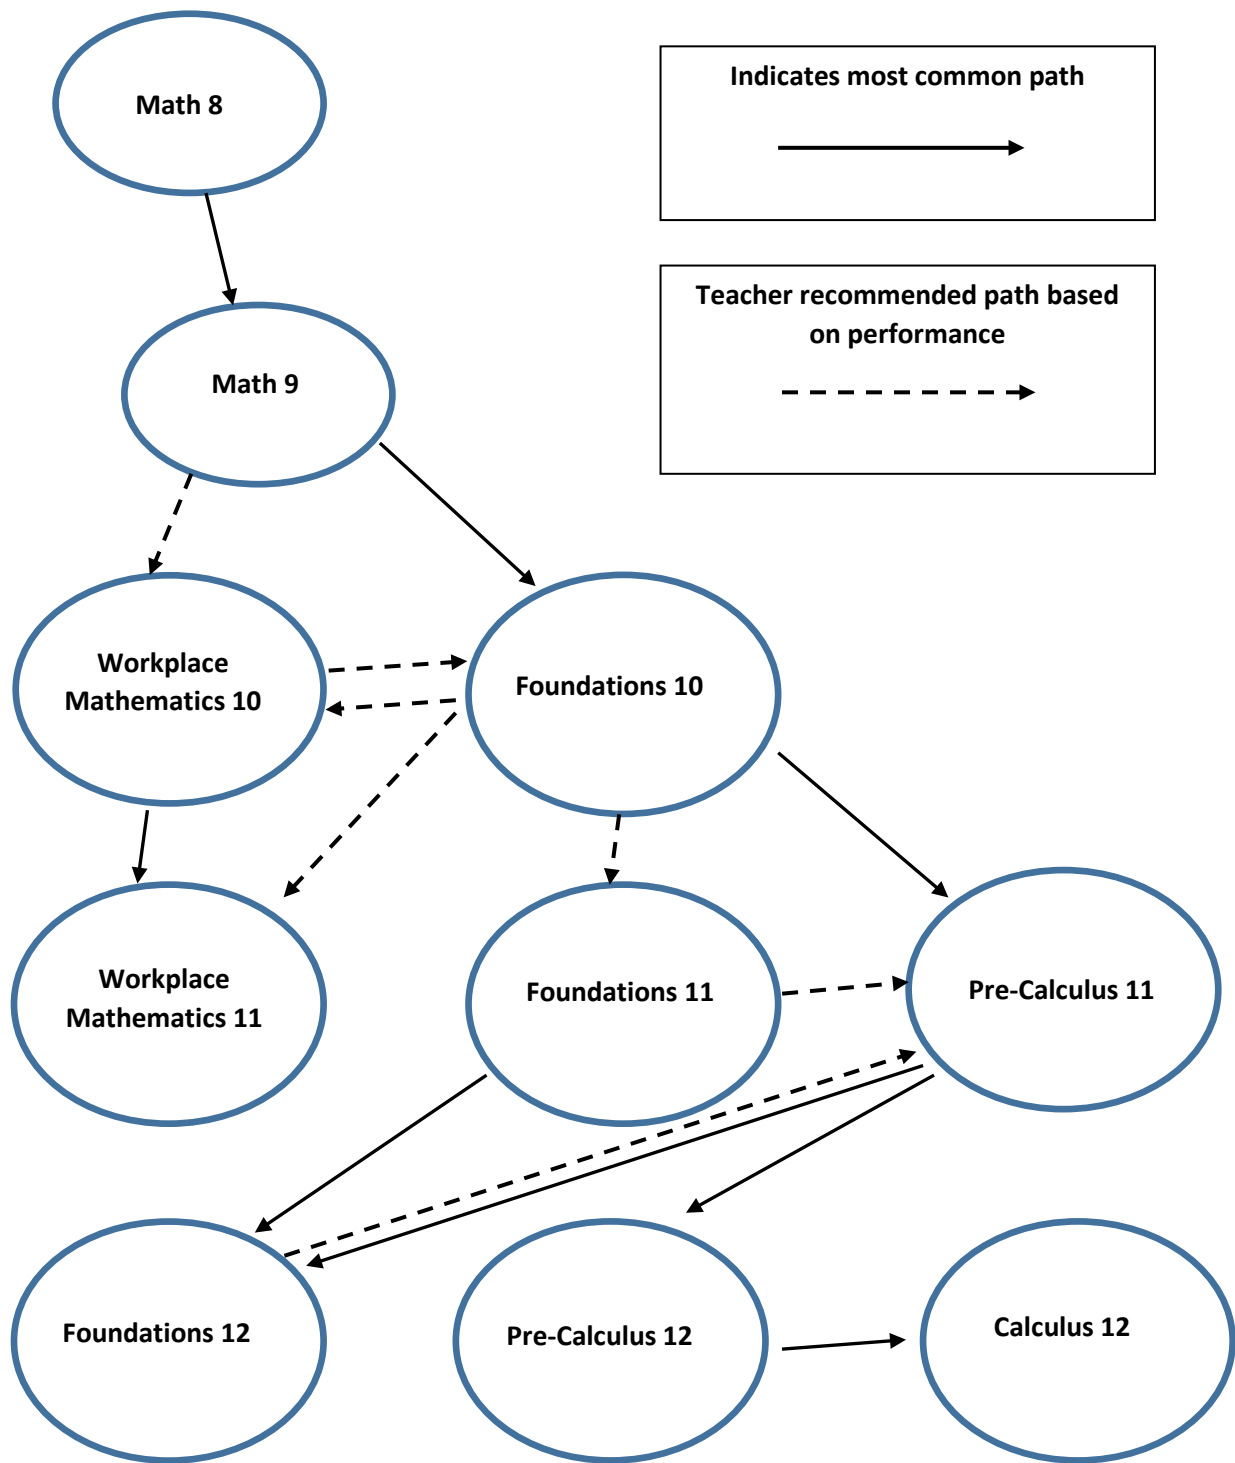 Math 8
Indicates most common path
Teacher recommended path based
on performance
Math 9
Workplace
Mathematics 10
Foundations 10
Workplace
Mathematics 11
Foundations 11
Pre-Calculus 11
Foundations 12
Pre-Calculus 12
Calculus 12